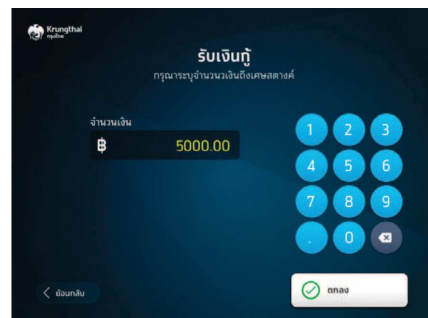 Krungthai
กรุงไทย
รับเงินกู้
กรุณาระบุจำนวนวเงินถึงเศษสตางค์
จำนวนเงิน
฿ 5000.00
1 2 3
4 5 6
7 8 9
. 0
ย้อนกลับ
ตกลง